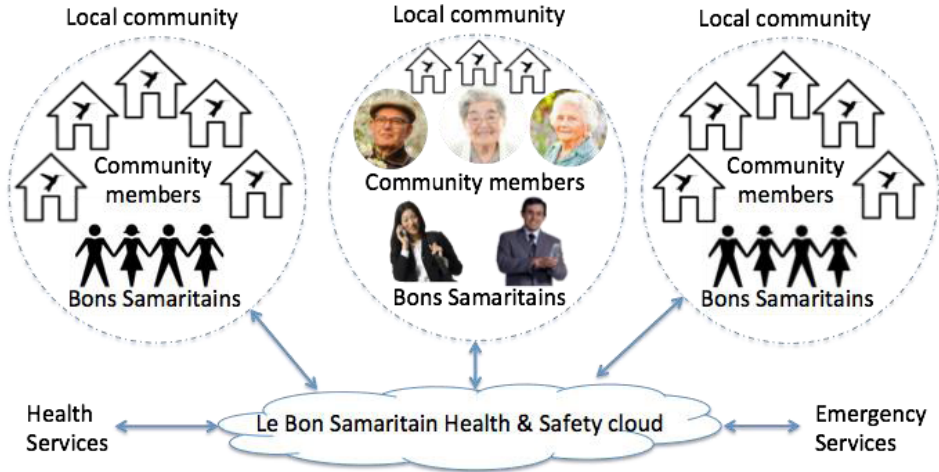 Local community
Local community
Local community
Community
members
Community members
Community
members
Bons Samaritains
Bons Samaritains
Bons Samaritains
Health
Services
Le Bon Samaritain Health & Safety cloud
Emergency
Services